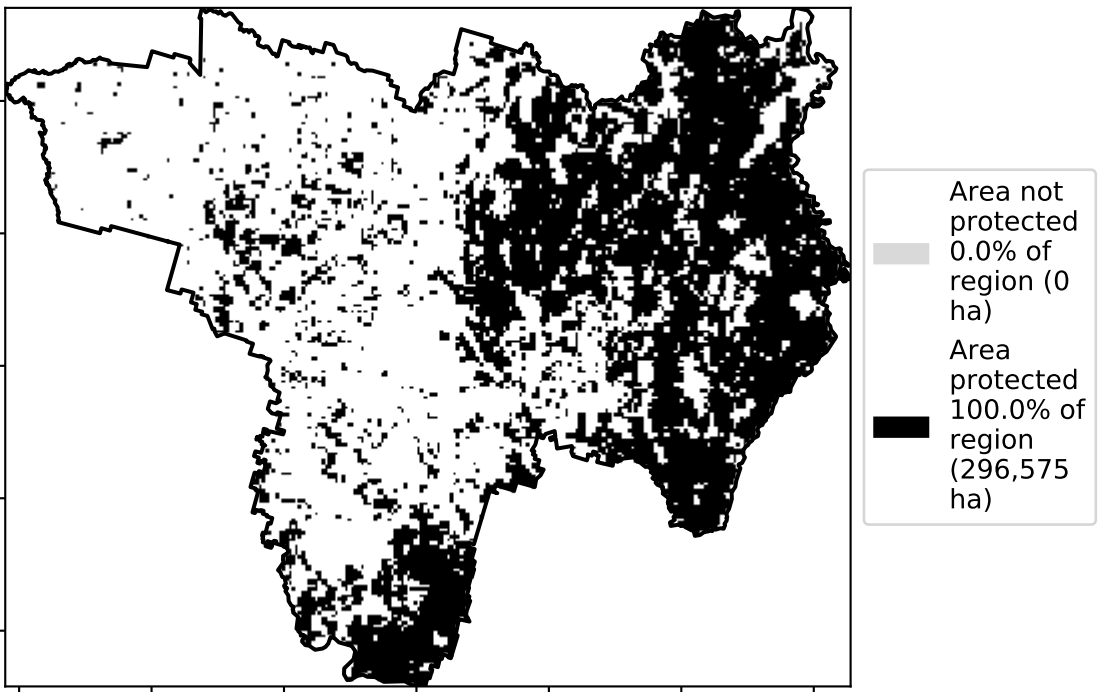 Area not
protected
0.0% of
region (0
ha)
Area
protected
100.0% of
region
(296,575
ha)